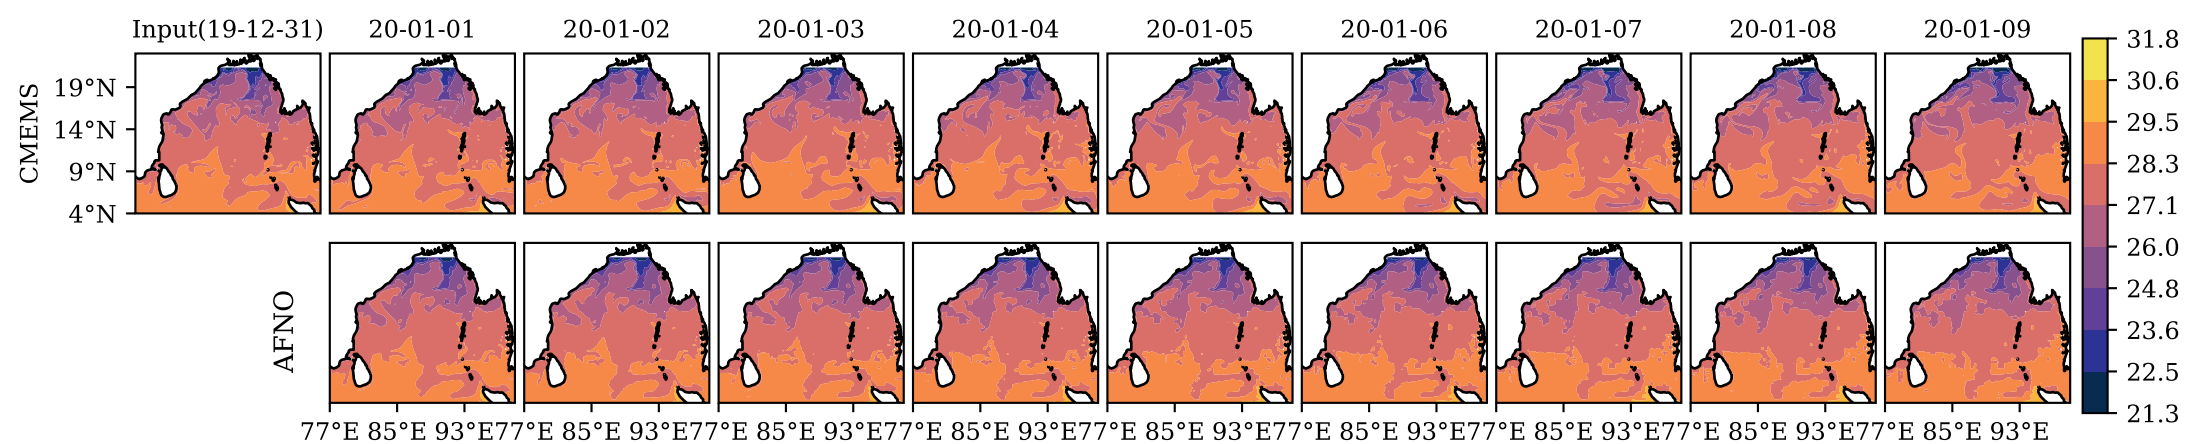 Input(19-12-31) 20-01-01 20-01-02 20-01-03 20-01-04 20-01-05 20-01-06 20-01-07 20-01-08 20-01-09
CMEMS
19°N
14°N
9°N
4°N
AFNO
77°E 85°E 93°E77°E 85°E 93°E77°E 85°E 93°E77°E 85°E 93°E77°E 85°E 93°E77°E 85°E 93°E77°E 85°E 93°E77°E 85°E 93°E77°E 85°E 93°E
31.8
30.6
29.5
28.3
27.1
26.0
24.8
23.6
22.5
21.3